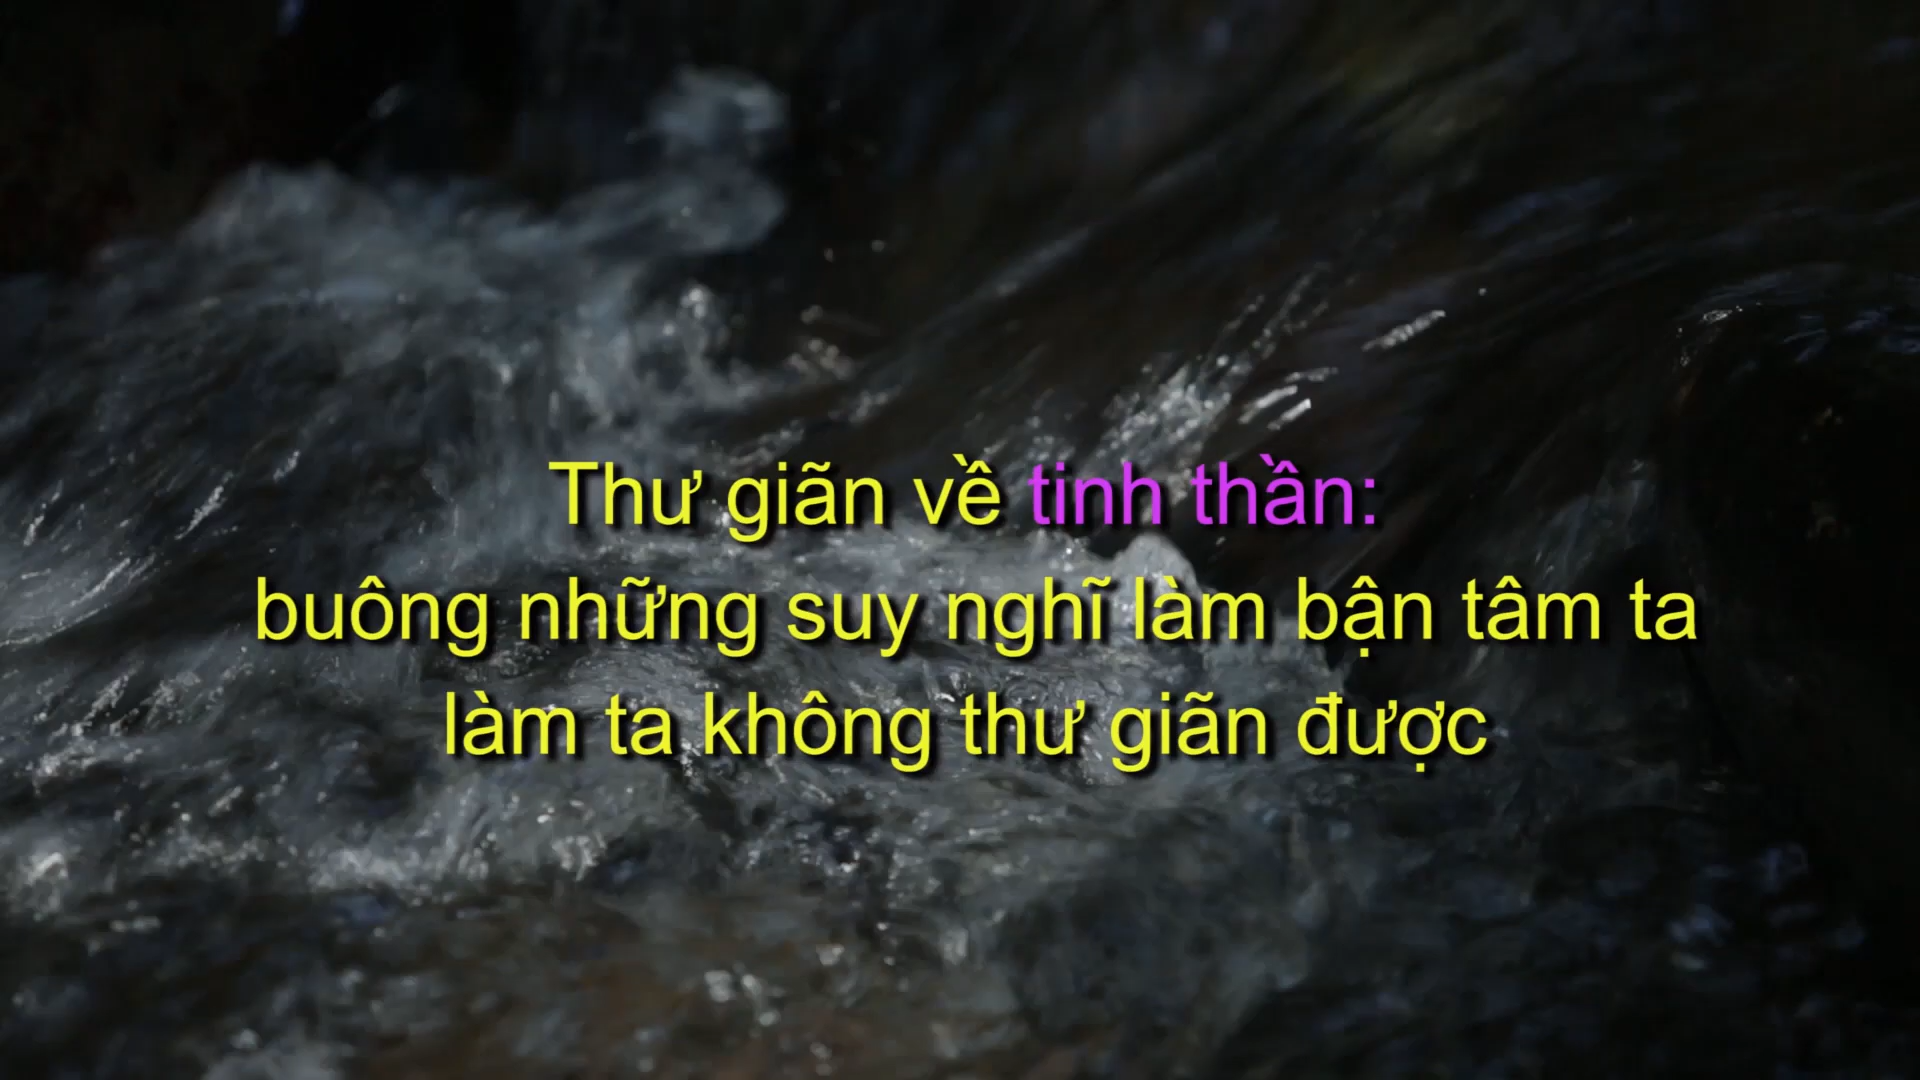 Thư giãn về tinh thần:
buông những suy nghĩ làm bận tâm ta
làm ta không thư giãn được